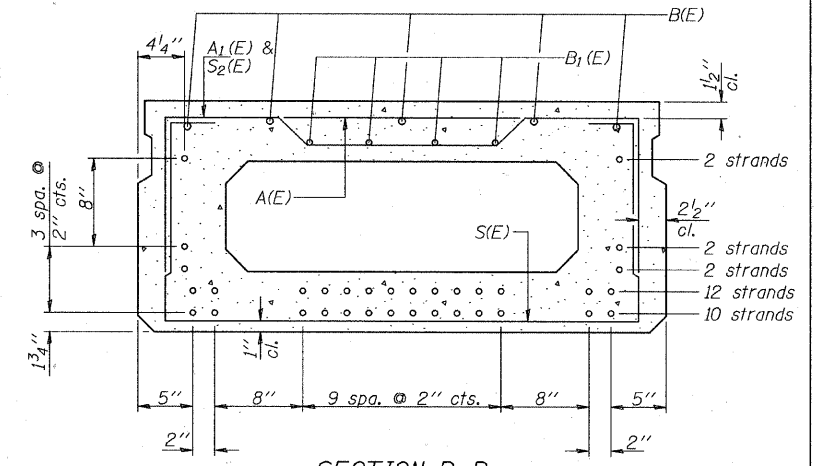 B(E)
4¼"
A1(E) &
S2(E)
B1(E)
1½"
cl.
3 spa. @
2" cts.
8"
2 strands
A(E)
S(E)
2½"
cl.
2 strands
2 strands
12 strands
10 strands
1¾"
1"
cl.
5"
8"
9 spa. @ 2" cts.
8"
5"
2"
2"